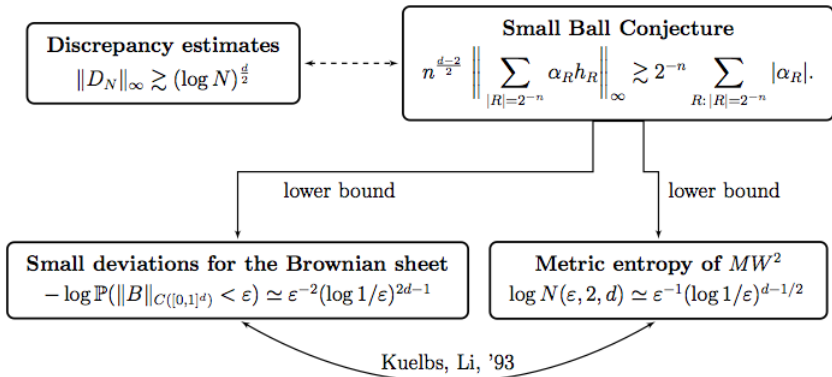 Discrepancy estimates
‖D_N‖_∞ ≳ (log N)^{d/2}
Small Ball Conjecture
n^{\frac{d-2}{2}} ‖ ∑_{|R|=2^{-n}} α_R h_R ‖_∞ ≳ 2^{-n} ∑_{R: |R|=2^{-n}} |α_R|.
lower bound
lower bound
Small deviations for the Brownian sheet
− log ℙ(‖B‖_{C([0,1]^d)} < ε) ≃ ε^{-2}(log 1/ε)^{2d-1}
Metric entropy of MW^2
log N(ε, 2, d) ≃ ε^{-1}(log 1/ε)^{d-1/2}
Kuelbs, Li, '93